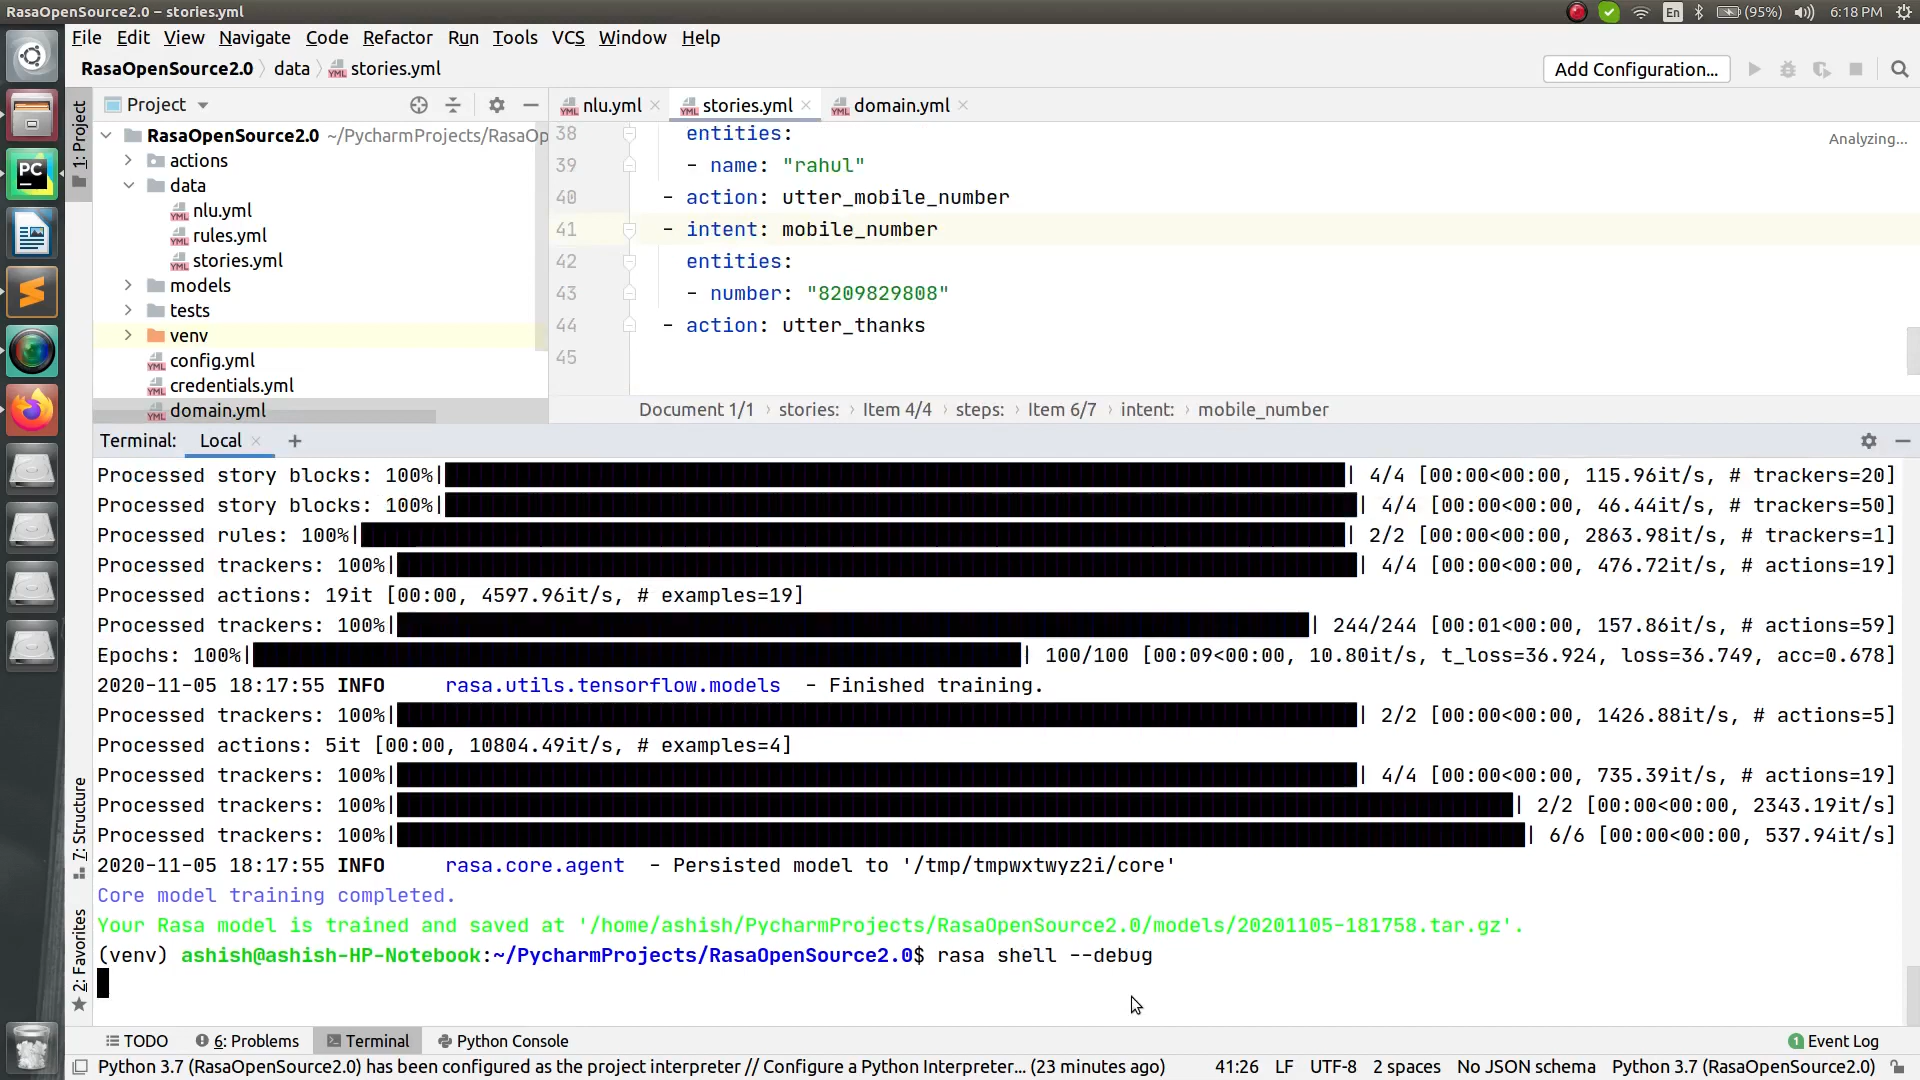 RasaOpenSource2.0 – stories.yml
En (95%) 6:18 PM
File Edit View Navigate Code Refactor Run Tools VCS Window Help
RasaOpenSource2.0 data stories.yml
Add Configuration...
1: Project
Project
RasaOpenSource2.0 ~/PycharmProjects/RasaOp
actions
data
nlu.yml
rules.yml
stories.yml
models
tests
venv
config.yml
credentials.yml
domain.yml
nlu.yml stories.yml domain.yml
Analyzing...
38 entities:
39 - name: "rahul"
40 - action: utter_mobile_number
41 - intent: mobile_number
42 entities:
43 - number: "8209829808"
44 - action: utter_thanks
45
Document 1/1 › stories: › Item 4/4 › steps: › Item 6/7 › intent: › mobile_number
Terminal: Local +
Processed story blocks: 100%| | 4/4 [00:00<00:00, 115.96it/s, # trackers=20]
Processed story blocks: 100%| | 4/4 [00:00<00:00, 46.44it/s, # trackers=50]
Processed rules: 100%| | 2/2 [00:00<00:00, 2863.98it/s, # trackers=1]
Processed trackers: 100%| | 4/4 [00:00<00:00, 476.72it/s, # actions=19]
Processed actions: 19it [00:00, 4597.96it/s, # examples=19]
Processed trackers: 100%| | 244/244 [00:01<00:00, 157.86it/s, # actions=59]
Epochs: 100%| | 100/100 [00:09<00:00, 10.80it/s, t_loss=36.924, loss=36.749, acc=0.678]
2020-11-05 18:17:55 INFO rasa.utils.tensorflow.models - Finished training.
Processed trackers: 100%| | 2/2 [00:00<00:00, 1426.88it/s, # actions=5]
Processed actions: 5it [00:00, 10804.49it/s, # examples=4]
Processed trackers: 100%| | 4/4 [00:00<00:00, 735.39it/s, # actions=19]
Processed trackers: 100%| | 2/2 [00:00<00:00, 2343.19it/s]
Processed trackers: 100%| | 6/6 [00:00<00:00, 537.94it/s]
2020-11-05 18:17:55 INFO rasa.core.agent - Persisted model to '/tmp/tmpwxtwyz2i/core'
Core model training completed.
Your Rasa model is trained and saved at '/home/ashish/PycharmProjects/RasaOpenSource2.0/models/20201105-181758.tar.gz'.
(venv) ashish@ashish-HP-Notebook:~/PycharmProjects/RasaOpenSource2.0$ rasa shell --debug
7: Structure
2: Favorites
TODO 6: Problems Terminal Python Console
1 Event Log
Python 3.7 (RasaOpenSource2.0) has been configured as the project interpreter // Configure a Python Interpreter... (23 minutes ago)
41:26 LF UTF-8 2 spaces No JSON schema Python 3.7 (RasaOpenSource2.0)